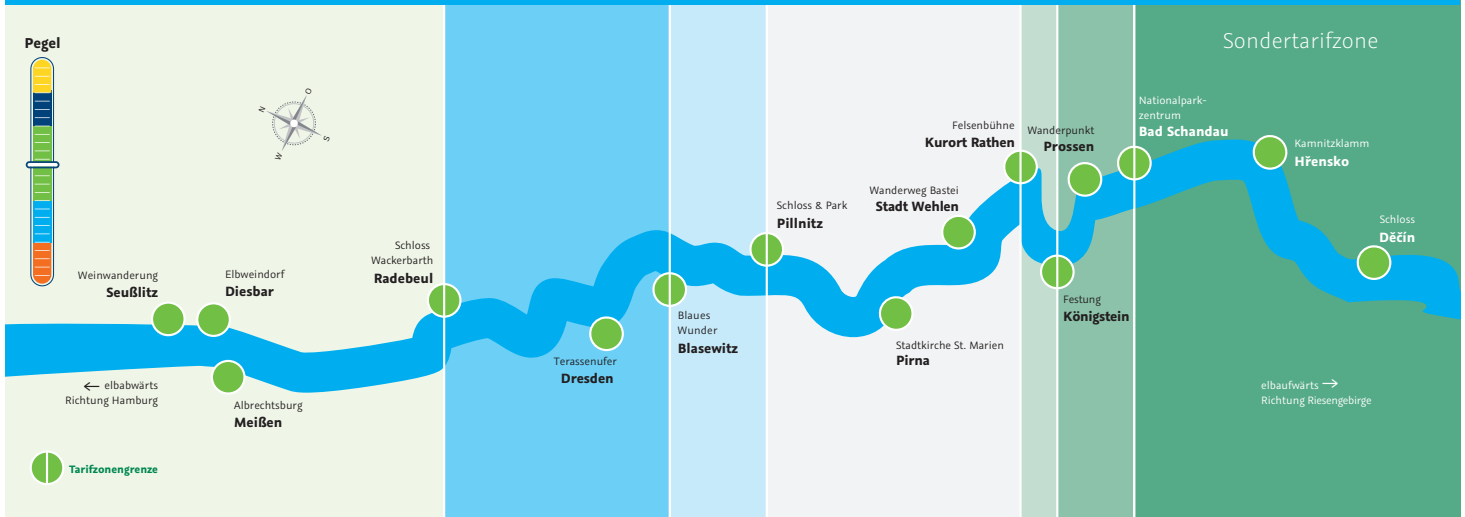 Pegel
Sondertarifzone
N
O
S
W
Weinwanderung
Seußlitz
Elbweindorf
Diesbar
Albrechtsburg
Meißen
Schloss
Wackerbarth
Radebeul
Terassenufer
Dresden
Blaues
Wunder
Blasewitz
Schloss & Park
Pillnitz
Stadtkirche St. Marien
Pirna
Wanderweg Bastei
Stadt Wehlen
Felsenbühne
Kurort Rathen
Festung
Königstein
Wanderpunkt
Prossen
Nationalpark-
zentrum
Bad Schandau
Kamnitzklamm
Hřensko
Schloss
Děčín
← elbabwärts
Richtung Hamburg
elbaufwärts →
Richtung Riesengebirge
Tarifzonengrenze